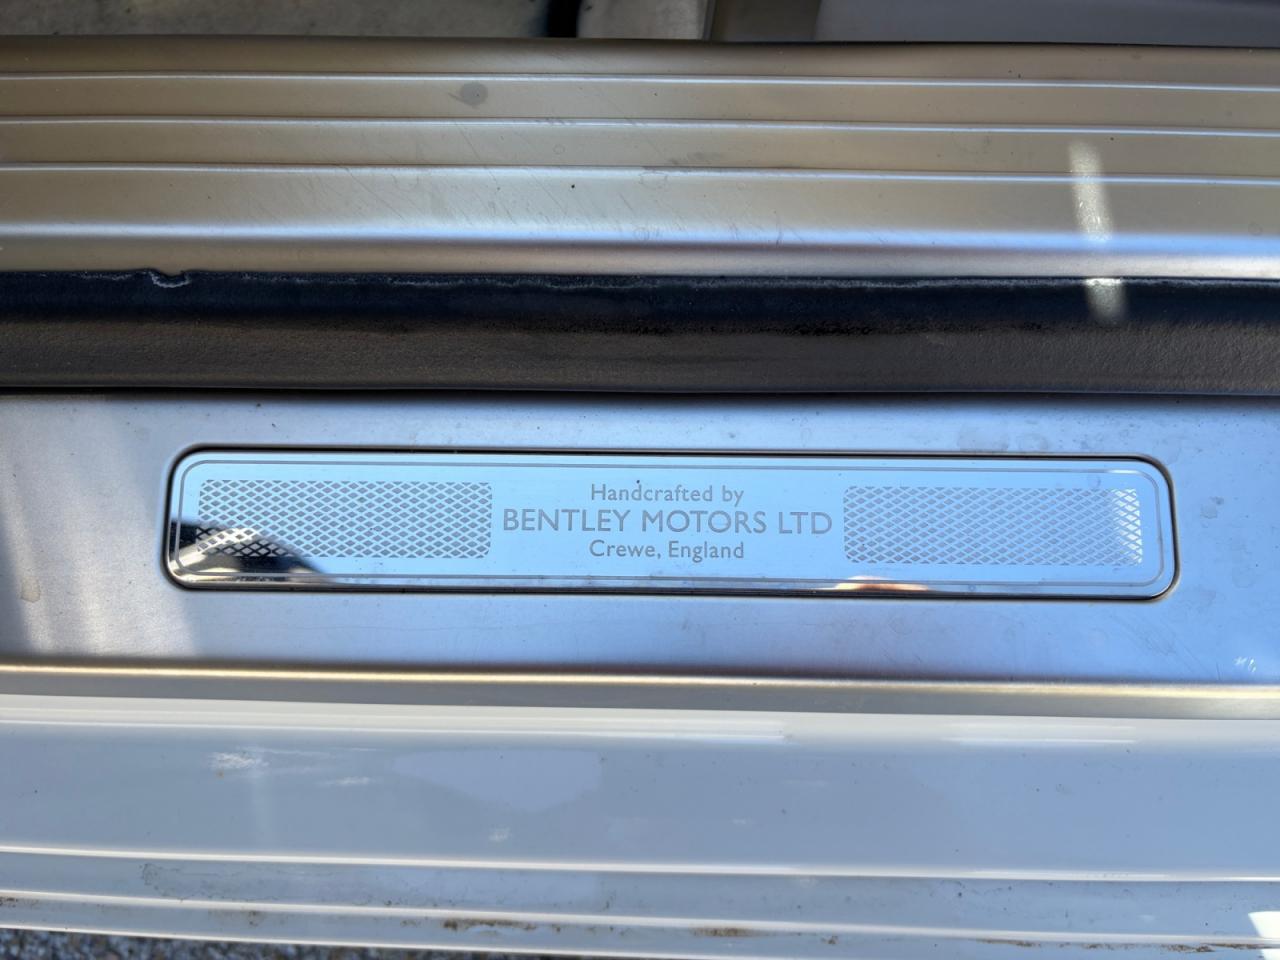 Handcrafted by
BENTLEY MOTORS LTD
Crewe, England